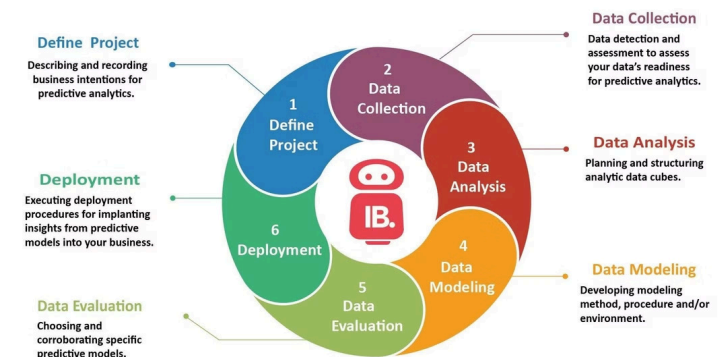 Define Project
Describing and recording
business intentions for
predictive analytics.
Deployment
Executing deployment
procedures for implanting
insights from predictive
models into your business.
Data Evaluation
Choosing and
corroborating specific
predictive models.
1
Define
Project
2
Data
Collection
3
Data
Analysis
4
Data
Modeling
5
Data
Evaluation
6
Deployment
IB.
Data Collection
Data detection and
assessment to assess
your data's readiness
for predictive analytics.
Data Analysis
Planning and structuring
analytic data cubes.
Data Modeling
Developing modeling
method, procedure and/or
environment.